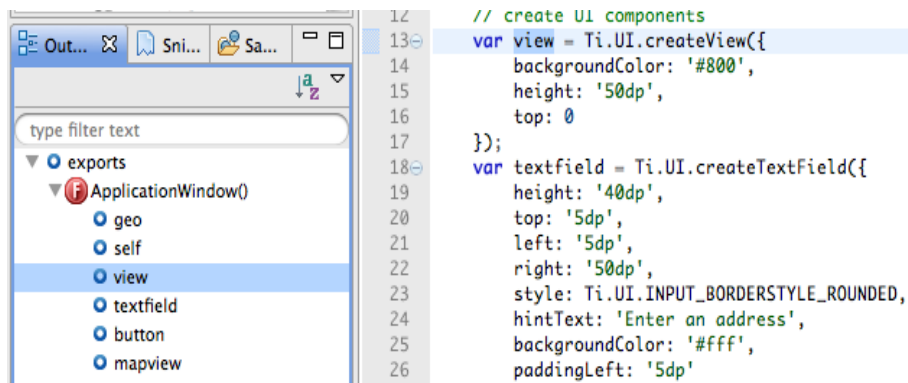 Out...
Sni...
Sa...
a
z
type filter text
exports
F
ApplicationWindow()
geo
self
view
textfield
button
mapview
12 // create UI components
13 var view = Ti.UI.createView({
14 backgroundColor: '#800',
15 height: '50dp',
16 top: 0
17 });
18 var textfield = Ti.UI.createTextField({
19 height: '40dp',
20 top: '5dp',
21 left: '5dp',
22 right: '50dp',
23 style: Ti.UI.INPUT_BORDERSTYLE_ROUNDED,
24 hintText: 'Enter an address',
25 backgroundColor: '#fff',
26 paddingLeft: '5dp'